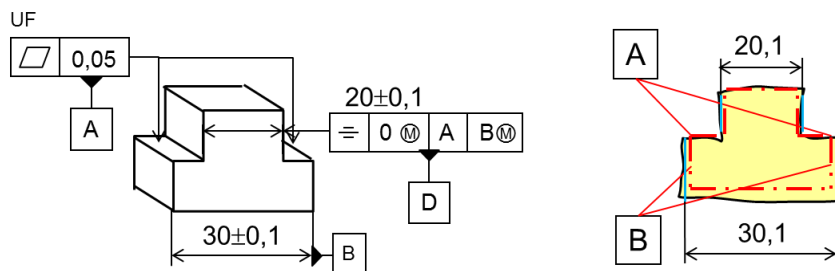 UF
⏥ 0,05
A
20±0,1
⌯ 0 Ⓜ A BⓂ
D
30±0,1
B
A
20,1
B
30,1